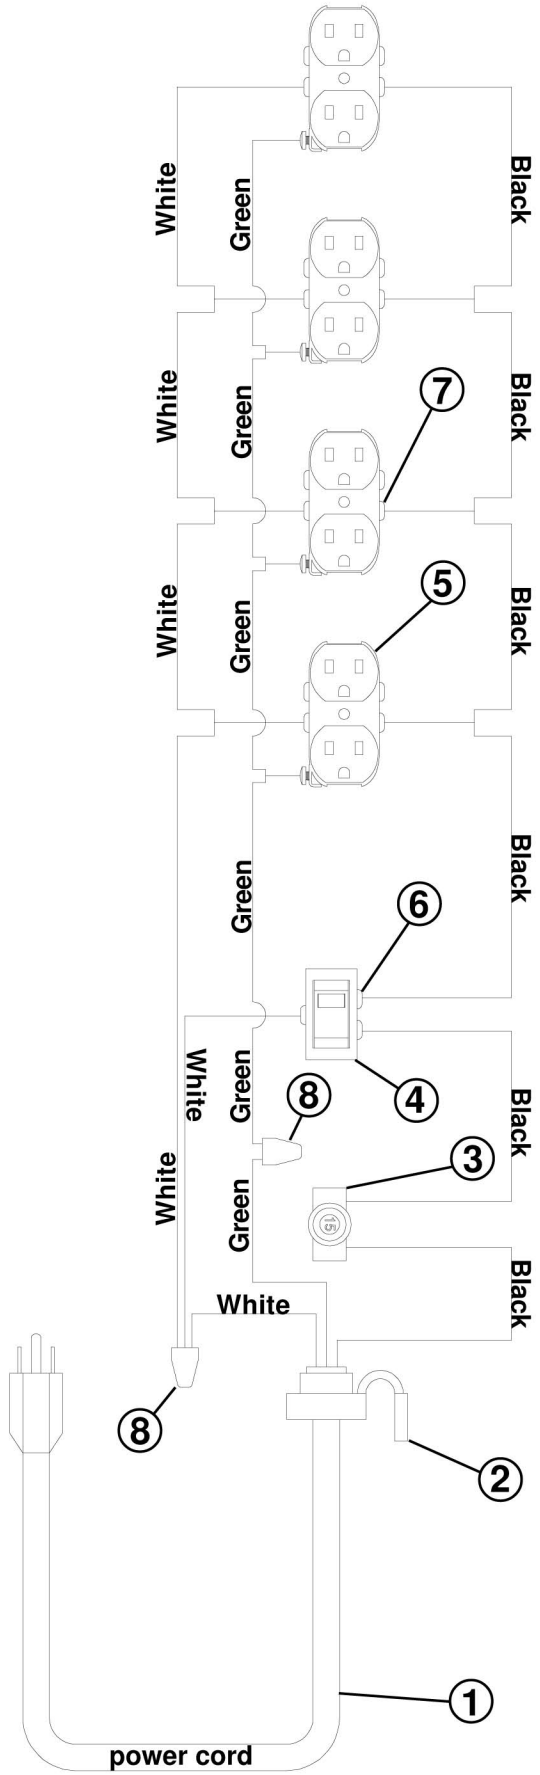 White
Green
Black
White
Green
Black
7
White
Green
Black
5
Green
Black
6
White
Green
8
4
Black
White
Green
3
15
Black
White
8
2
1
power cord